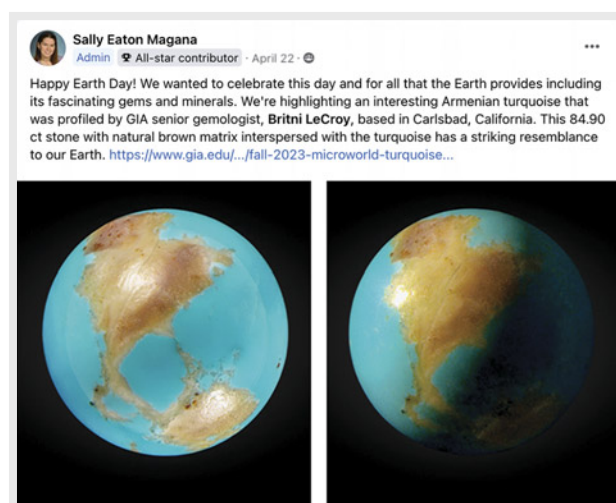 Sally Eaton Magana
Admin All-star contributor · April 22 ·
Happy Earth Day! We wanted to celebrate this day and for all that the Earth provides including
its fascinating gems and minerals. We're highlighting an interesting Armenian turquoise that
was profiled by GIA senior gemologist, Britni LeCroy, based in Carlsbad, California. This 84.90
ct stone with natural brown matrix interspersed with the turquoise has a striking resemblance
to our Earth. https://www.gia.edu/.../fall-2023-microworld-turquoise...